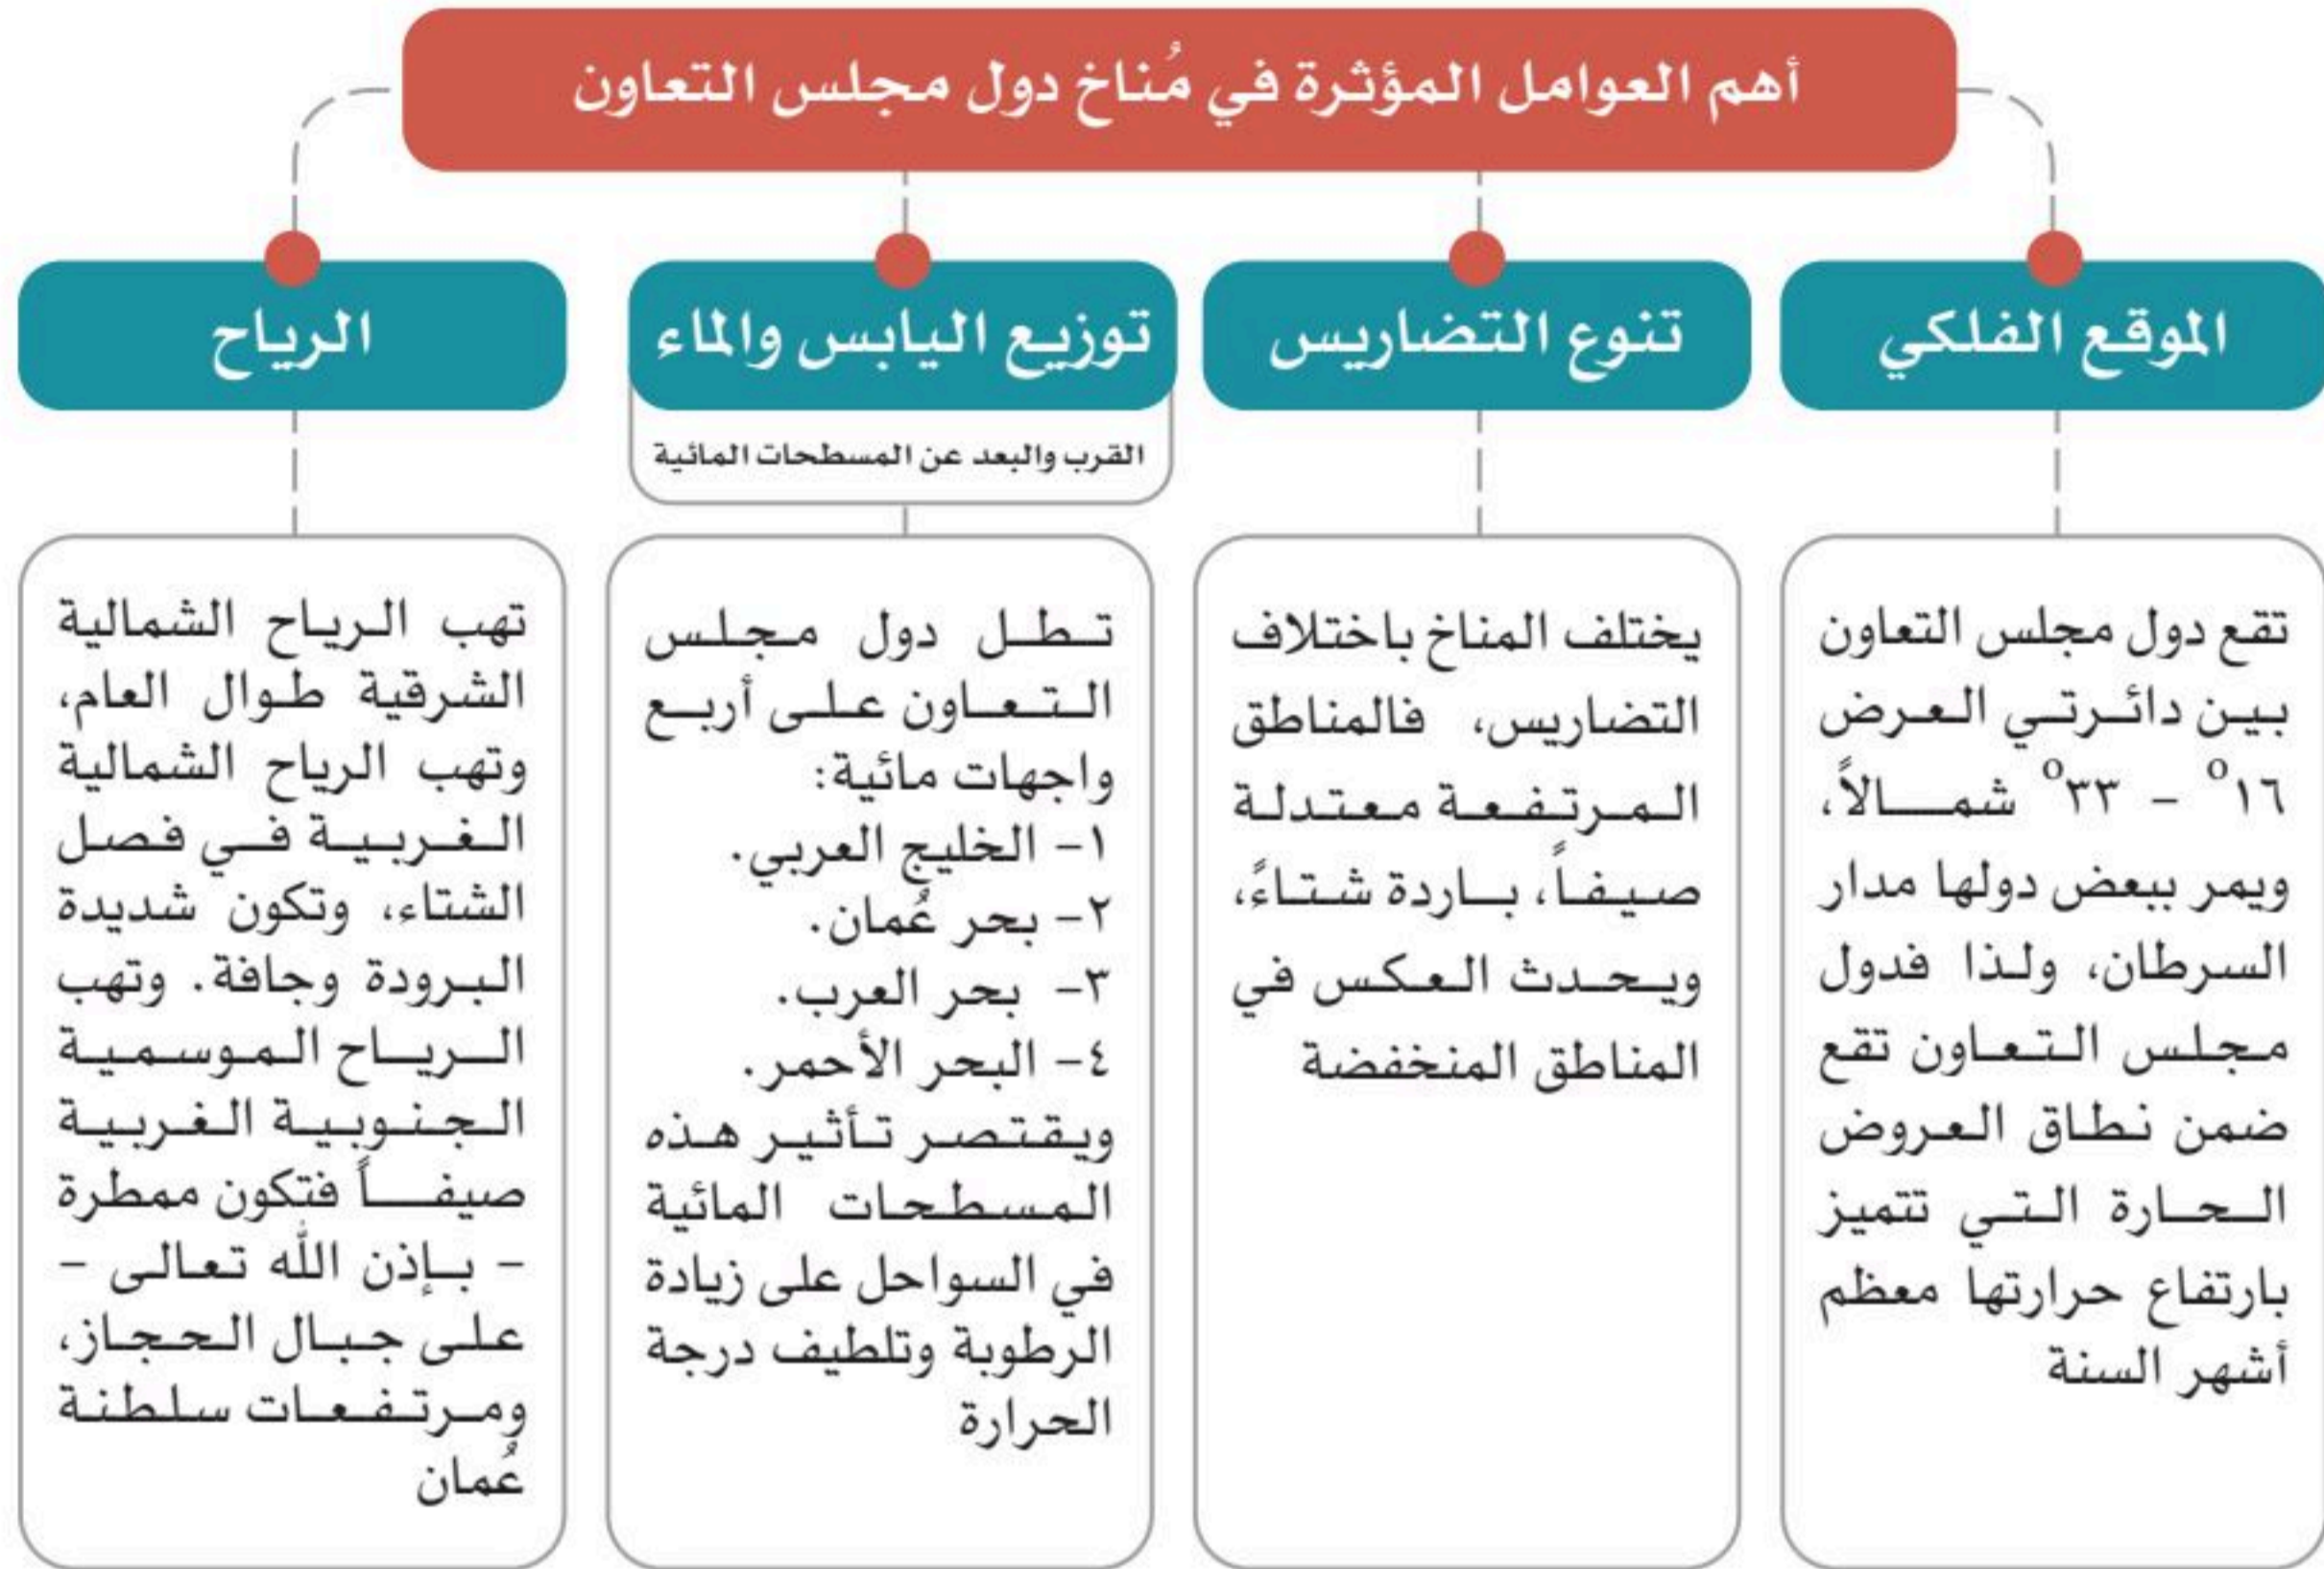 أهم العوامل المؤثرة في مُناخ دول مجلس التعاون
الموقع الفلكي
تقع دول مجلس التعاون
بين دائرتي العرض
١٦° – ٣٣° شمالاً،
ويمر ببعض دولها مدار
السرطان، ولذا فدول
مجلس التعاون تقع
ضمن نطاق العروض
الحارة التي تتميز
بارتفاع حرارتها معظم
أشهر السنة
تنوع التضاريس
يختلف المناخ باختلاف
التضاريس، فالمناطق
المرتفعة معتدلة
صيفاً، باردة شتاءً،
ويحدث العكس في
المناطق المنخفضة
توزيع اليابس والماء
القرب والبعد عن المسطحات المائية
تطل دول مجلس
التعاون على أربع
واجهات مائية:
١- الخليج العربي.
٢- بحر عُمان.
٣- بحر العرب.
٤- البحر الأحمر.
ويقتصر تأثير هذه
المسطحات المائية
في السواحل على زيادة
الرطوبة وتلطيف درجة
الحرارة
الرياح
تهب الرياح الشمالية
الشرقية طوال العام،
وتهب الرياح الشمالية
الغربية في فصل
الشتاء، وتكون شديدة
البرودة وجافة. وتهب
الرياح الموسمية
الجنوبية الغربية
صيفاً فتكون ممطرة
– بإذن الله تعالى –
على جبال الحجاز،
ومرتفعات سلطنة
عُمان